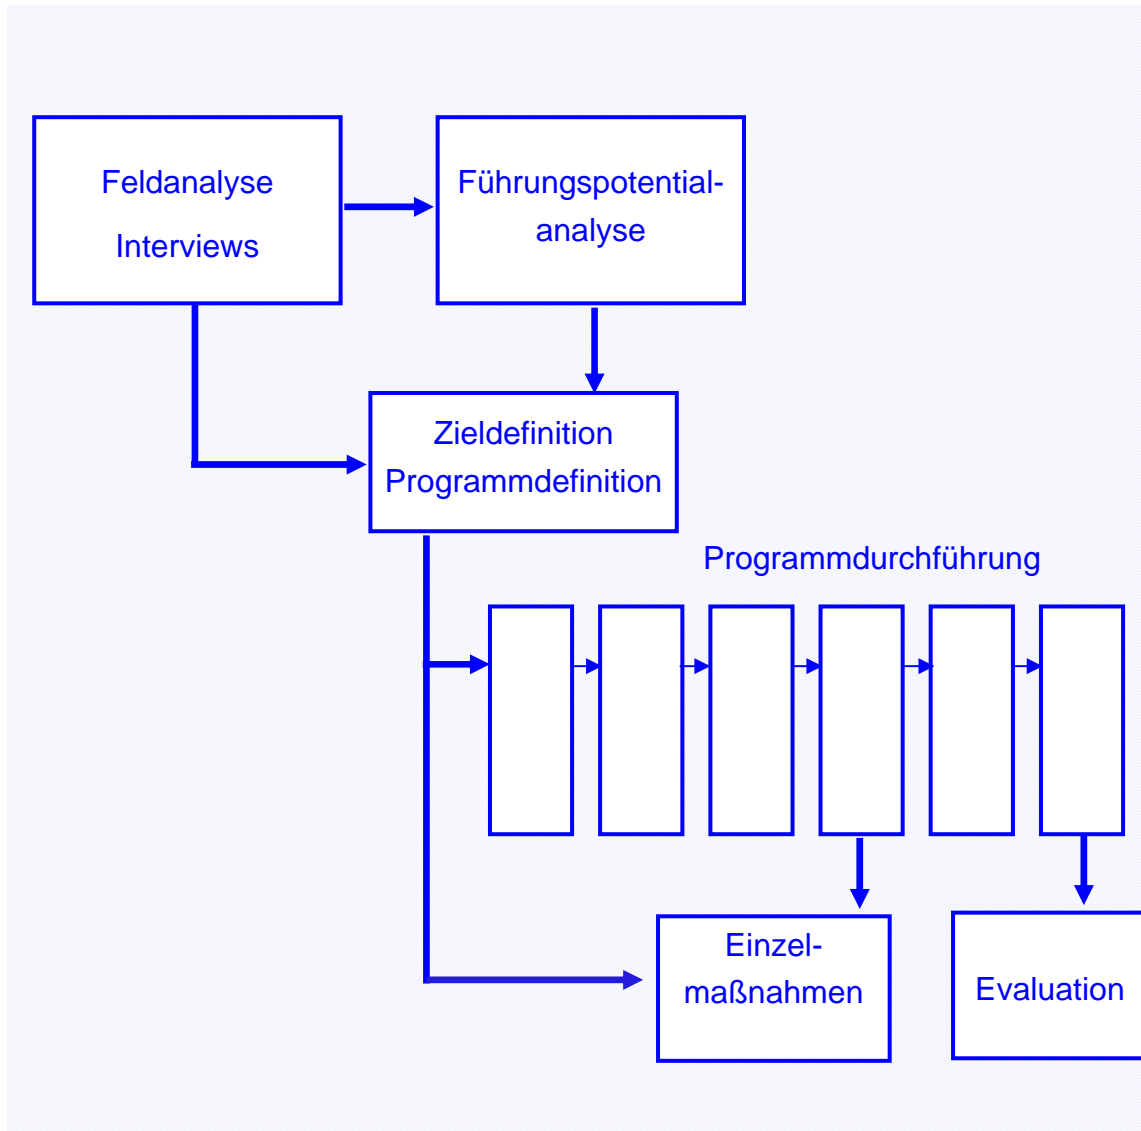 Feldanalyse
Interviews
Führungspotential-
analyse
Zieldefinition
Programmdefinition
Programmdurchführung
Einzel-
maßnahmen
Evaluation